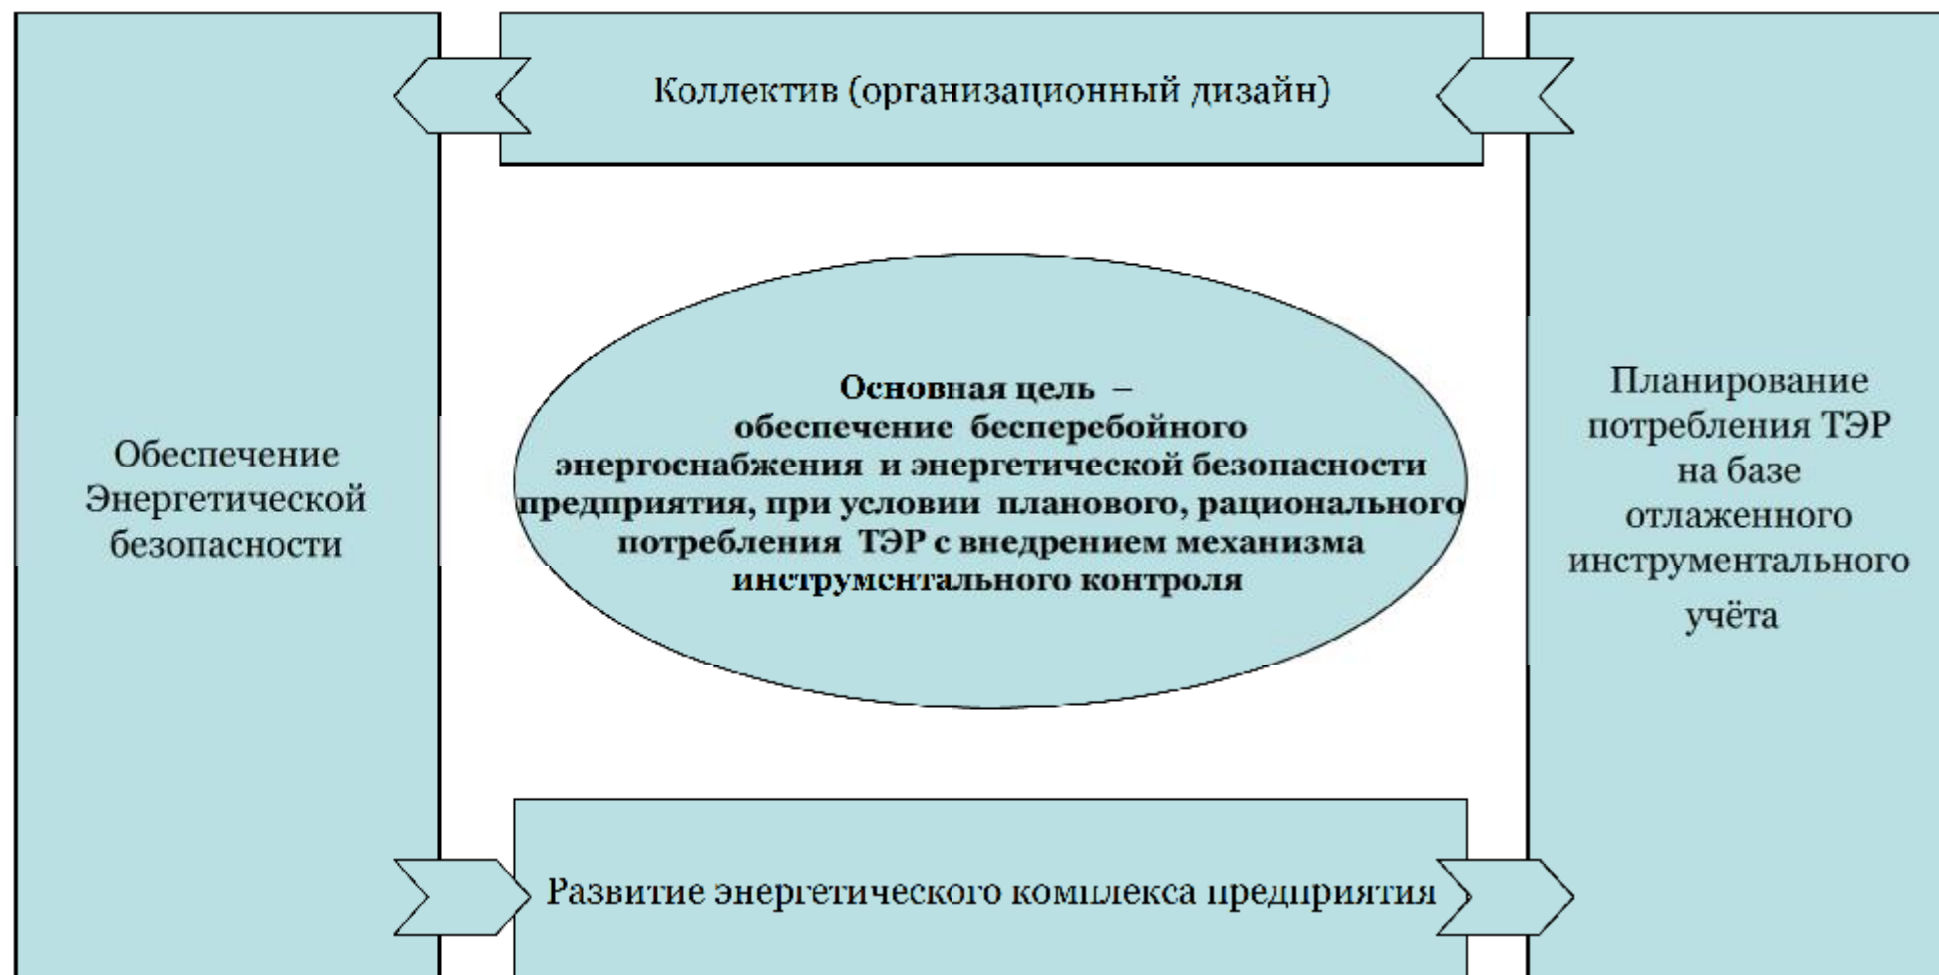 Коллектив (организационный дизайн)
Обеспечение
Энергетической
безопасности
Основная цель –
обеспечение бесперебойного
энергоснабжения и энергетической безопасности
предприятия, при условии планового, рационального
потребления ТЭР с внедрением механизма
инструментального контроля
Планирование
потребления ТЭР
на базе
отлаженного
инструментального
учёта
Развитие энергетического комплекса предприятия